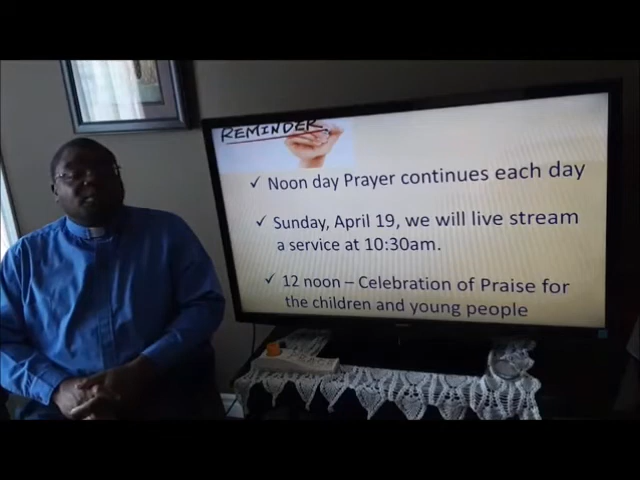 REMINDER
✓ Noon day Prayer continues each day
✓ Sunday, April 19, we will live stream
a service at 10:30am.
✓ 12 noon – Celebration of Praise for
the children and young people